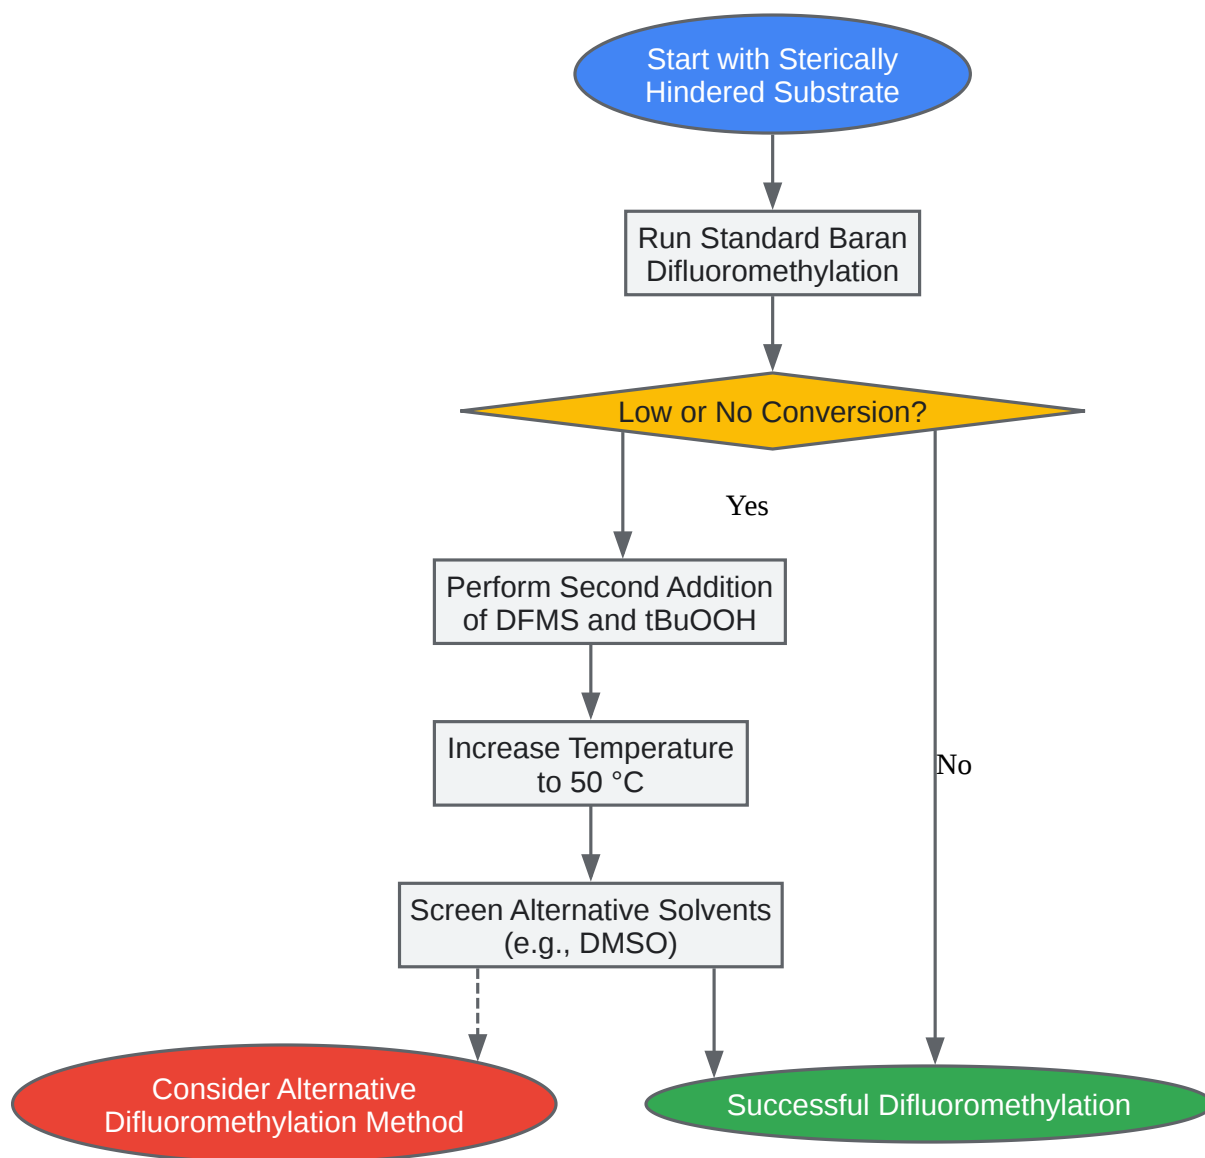 Start with Sterically
Hindered Substrate
Run Standard Baran
Difluoromethylation
Low or No Conversion?
Yes
Perform Second Addition
of DFMS and tBuOOH
Increase Temperature
to 50 °C
No
Screen Alternative Solvents
(e.g., DMSO)
Consider Alternative
Difluoromethylation Method
Successful Difluoromethylation